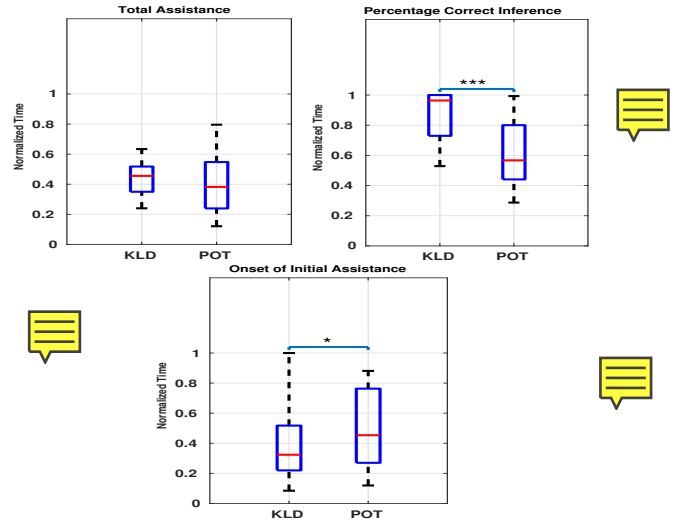 Total Assistance
Normalized Time
1
0.8
0.6
0.4
0.2
0
KLD POT
Percentage Correct Inference
Normalized Time
1
0.8
0.6
0.4
0.2
0
***
KLD POT
Onset of Initial Assistance
Normalized Time
1
0.8
0.6
0.4
0.2
0
*
KLD POT